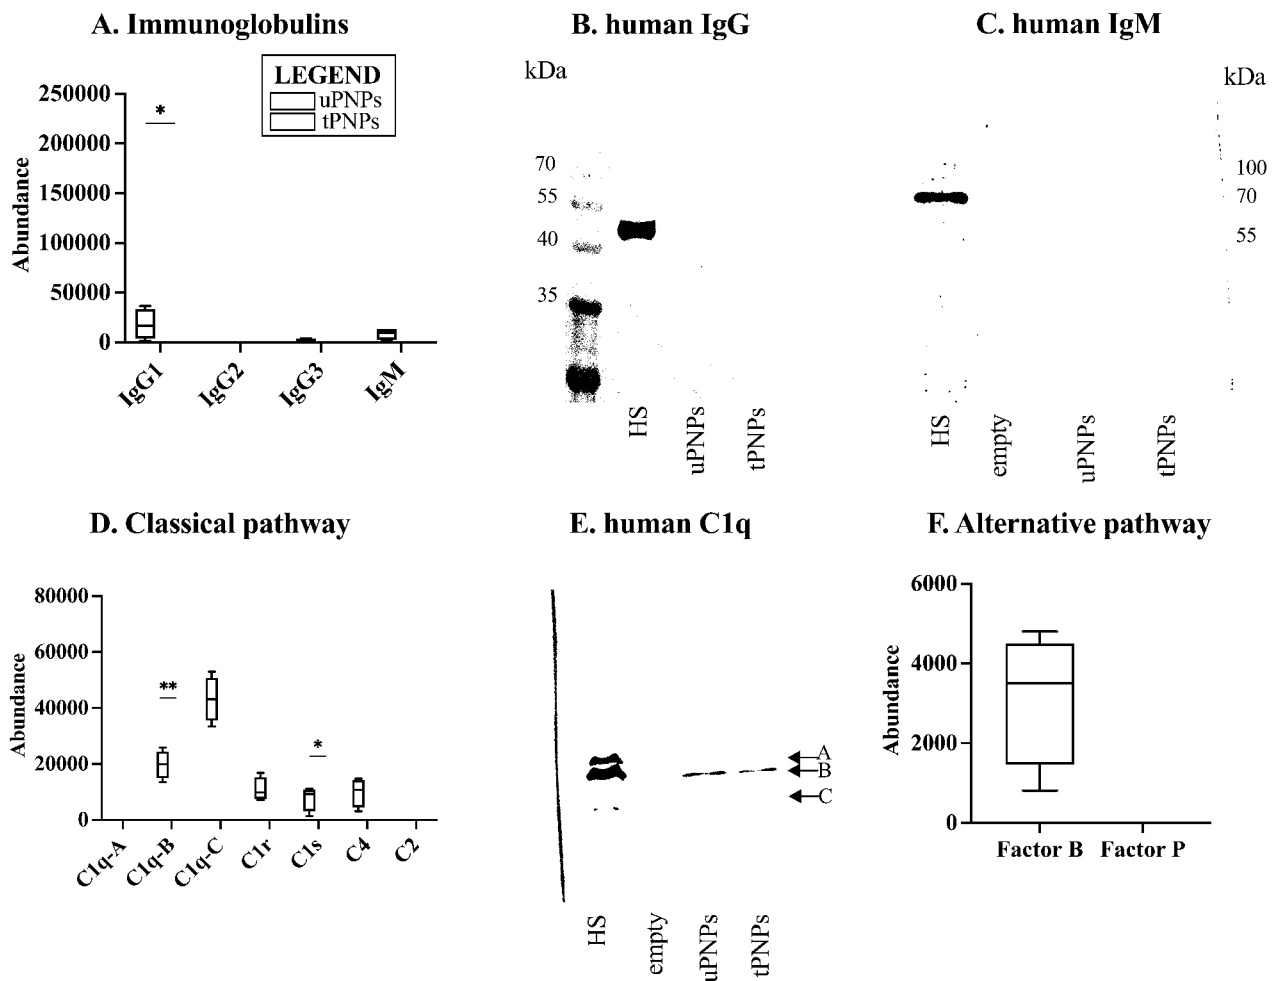 A. Immunoglobulins
LEGEND
uPNPs
tPNPs
250000
200000
150000
100000
50000
0
Abundance
*
IgG1
IgG2
IgG3
IgM
B. human IgG
kDa
70
55
40
35
HS
uPNPs
tPNPs
C. human IgM
kDa
100
70
55
HS
empty
uPNPs
tPNPs
D. Classical pathway
80000
60000
40000
20000
0
Abundance
**
*
C1q-A
C1q-B
C1q-C
C1r
C1s
C4
C2
E. human C1q
A
B
C
HS
empty
uPNPs
tPNPs
F. Alternative pathway
6000
4000
2000
0
Abundance
Factor B Factor P